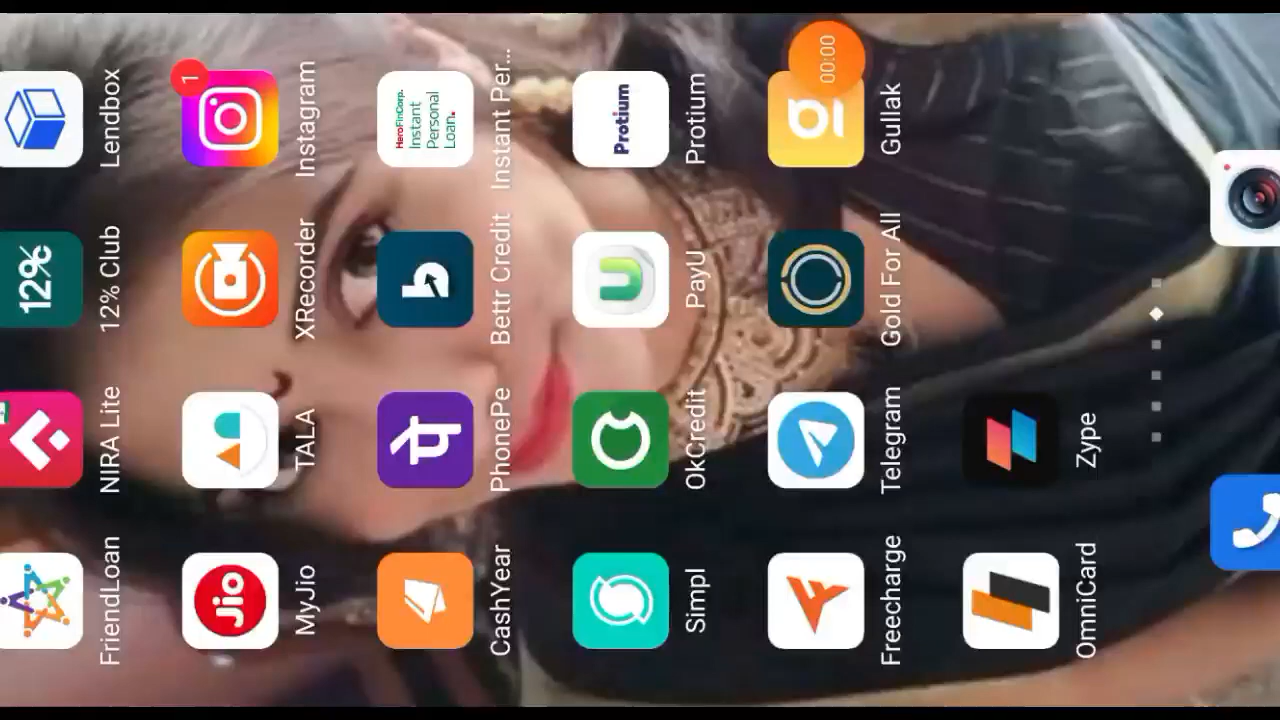 FriendLoan
NIRA Lite
12%
12% Club
Lendbox
Jio
MyJio
TALA
XRecorder
1
Instagram
CashYear
PhonePe
Bettr Credit
HeroFinCorp.
Instant
Personal
Loan.
Instant Per...
Simpl
OkCredit
PayU
Protium
Protium
Freecharge
Telegram
Gold For All
00:00
Gullak
OmniCard
Zype